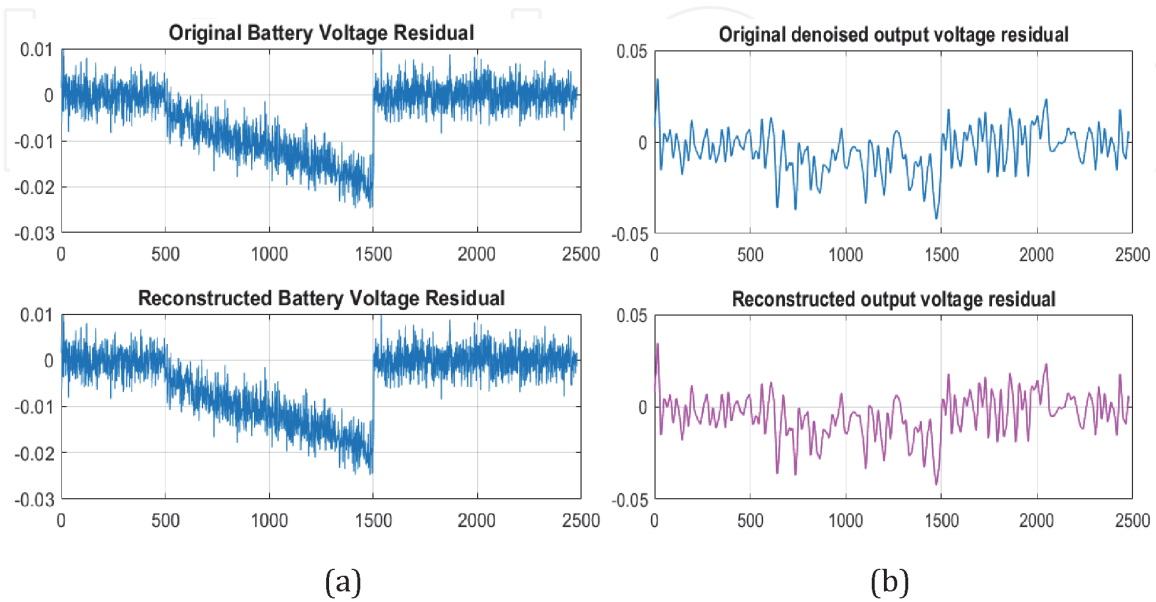 Original Battery Voltage Residual
0.01
0
-0.01
-0.02
-0.03
0 500 1000 1500 2000 2500
Reconstructed Battery Voltage Residual
0.01
0
-0.01
-0.02
-0.03
0 500 1000 1500 2000 2500
(a)
Original denoised output voltage residual
0.05
0
-0.05
0 500 1000 1500 2000 2500
Reconstructed output voltage residual
0.05
0
-0.05
0 500 1000 1500 2000 2500
(b)